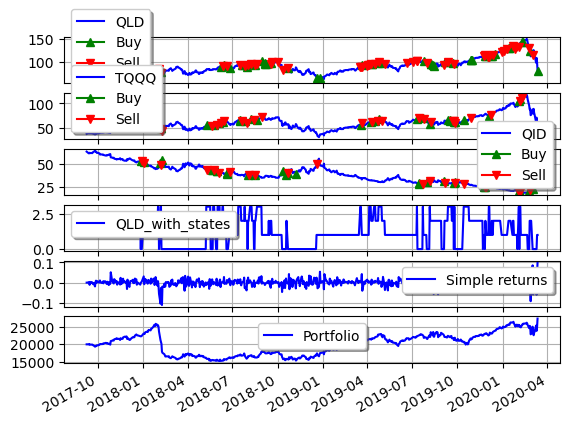 QLD
Buy
Sell
150
100
TQQQ
Buy
Sell
100
50
QID
Buy
Sell
50
25
QLD_with_states
2.5
0.0
Simple returns
0.1
0.0
−0.1
Portfolio
25000
20000
15000
2017-10
2018-01
2018-04
2018-07
2018-10
2019-01
2019-04
2019-07
2019-10
2020-01
2020-04